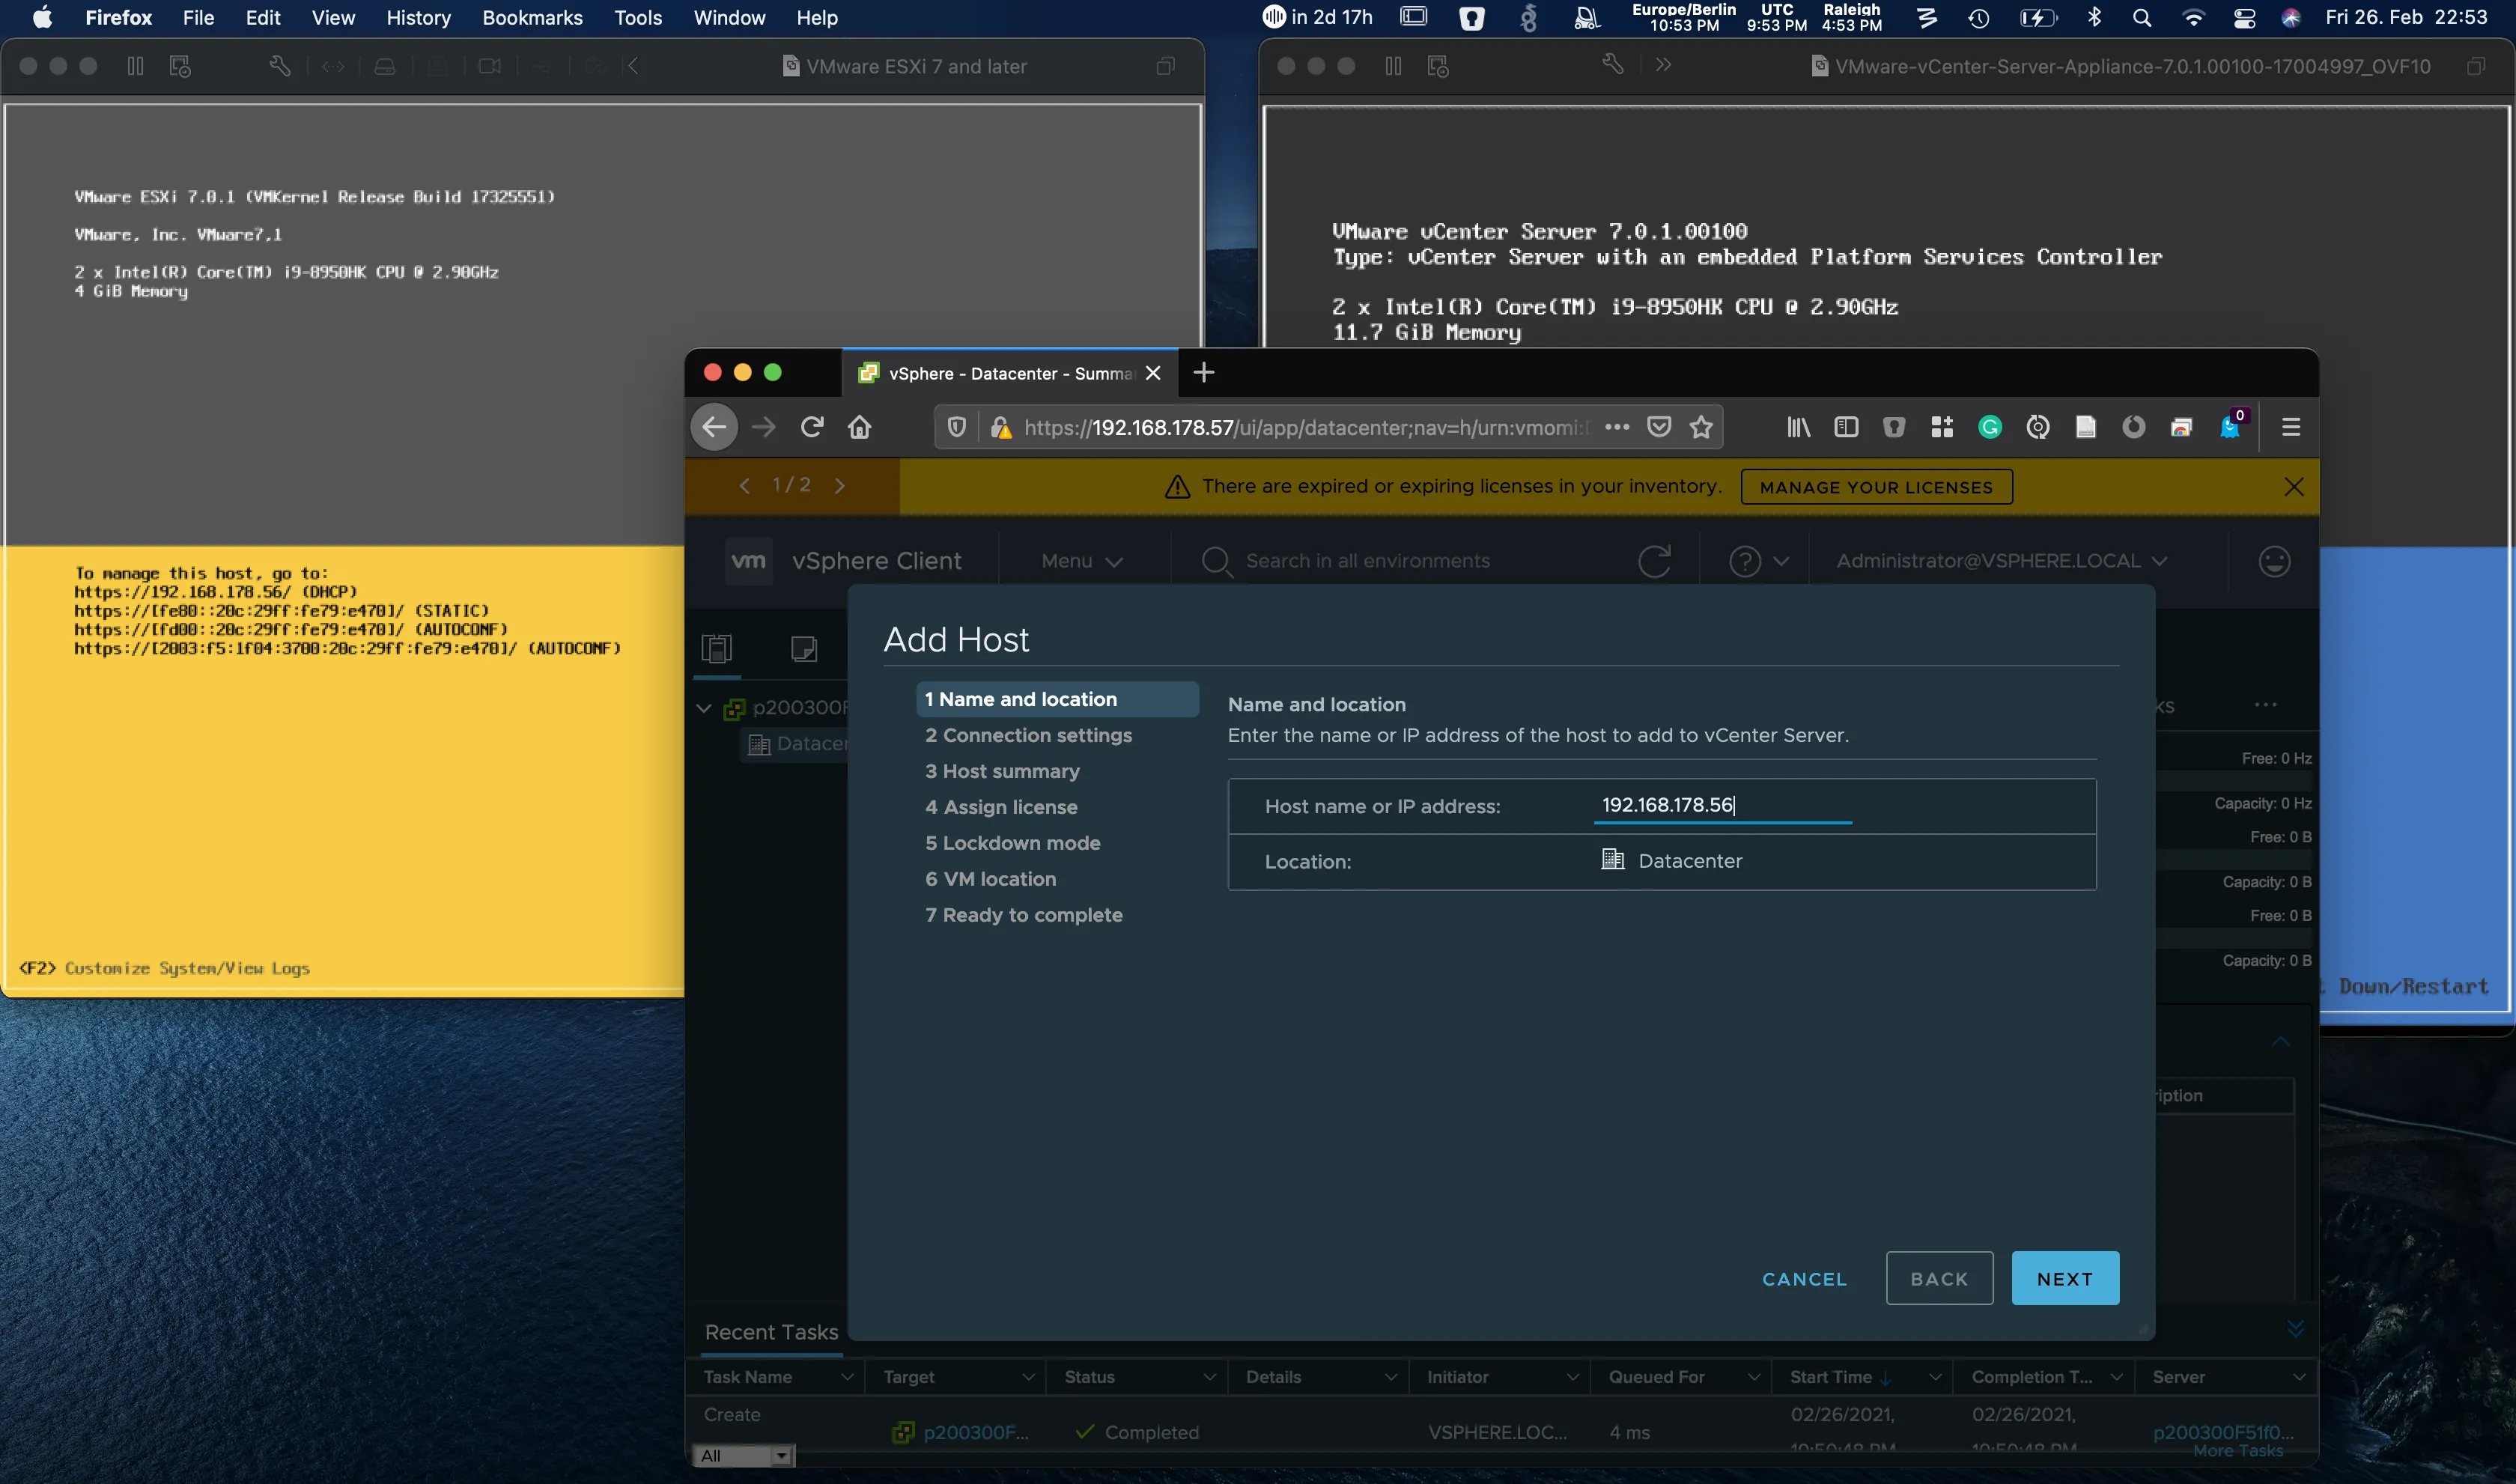 Firefox File Edit View History Bookmarks Tools Window Help
in 2d 17h
Europe/Berlin UTC Raleigh
10:53 PM 9:53 PM 4:53 PM
Fri 26. Feb 22:53
VMware ESXi 7 and later
VMware ESXi 7.0.1 (VMKernel Release Build 17325551)
VMware, Inc. VMware7,1
2 x Intel(R) Core(TM) i9-8950HK CPU @ 2.90GHz
4 GiB Memory
To manage this host, go to:
https://192.168.178.56/ (DHCP)
https://[fe80::20c:29ff:fe79:e470]/ (STATIC)
https://[fd00::20c:29ff:fe79:e470]/ (AUTOCONF)
https://[2003:f5:1f04:3700:20c:29ff:fe79:e470]/ (AUTOCONF)
<F2> Customize System/View Logs
VMware-vCenter-Server-Appliance-7.0.1.00100-17004997_OVF10
VMware vCenter Server 7.0.1.00100
Type: vCenter Server with an embedded Platform Services Controller
2 x Intel(R) Core(TM) i9-8950HK CPU @ 2.90GHz
11.7 GiB Memory
Down/Restart
vSphere - Datacenter - Summa
https://192.168.178.57/ui/app/datacenter;nav=h/urn:vmomi:
0
1 / 2
There are expired or expiring licenses in your inventory.
MANAGE YOUR LICENSES
vm vSphere Client
Menu
Search in all environments
Administrator@VSPHERE.LOCAL
p200300F
Datacen
Add Host
1 Name and location
2 Connection settings
3 Host summary
4 Assign license
5 Lockdown mode
6 VM location
7 Ready to complete
Name and location
Enter the name or IP address of the host to add to vCenter Server.
Host name or IP address: 192.168.178.56
Location: Datacenter
CANCEL BACK NEXT
ks
Free: 0 Hz
Capacity: 0 Hz
Free: 0 B
Capacity: 0 B
Free: 0 B
Capacity: 0 B
ription
Recent Tasks
Task Name Target Status Details Initiator Queued For Start Time Completion T... Server
Create p200300F... Completed VSPHERE.LOC... 4 ms 02/26/2021, 02/26/2021, p200300F51f0...
10:50:48 PM 10:50:48 PM
All
More Tasks